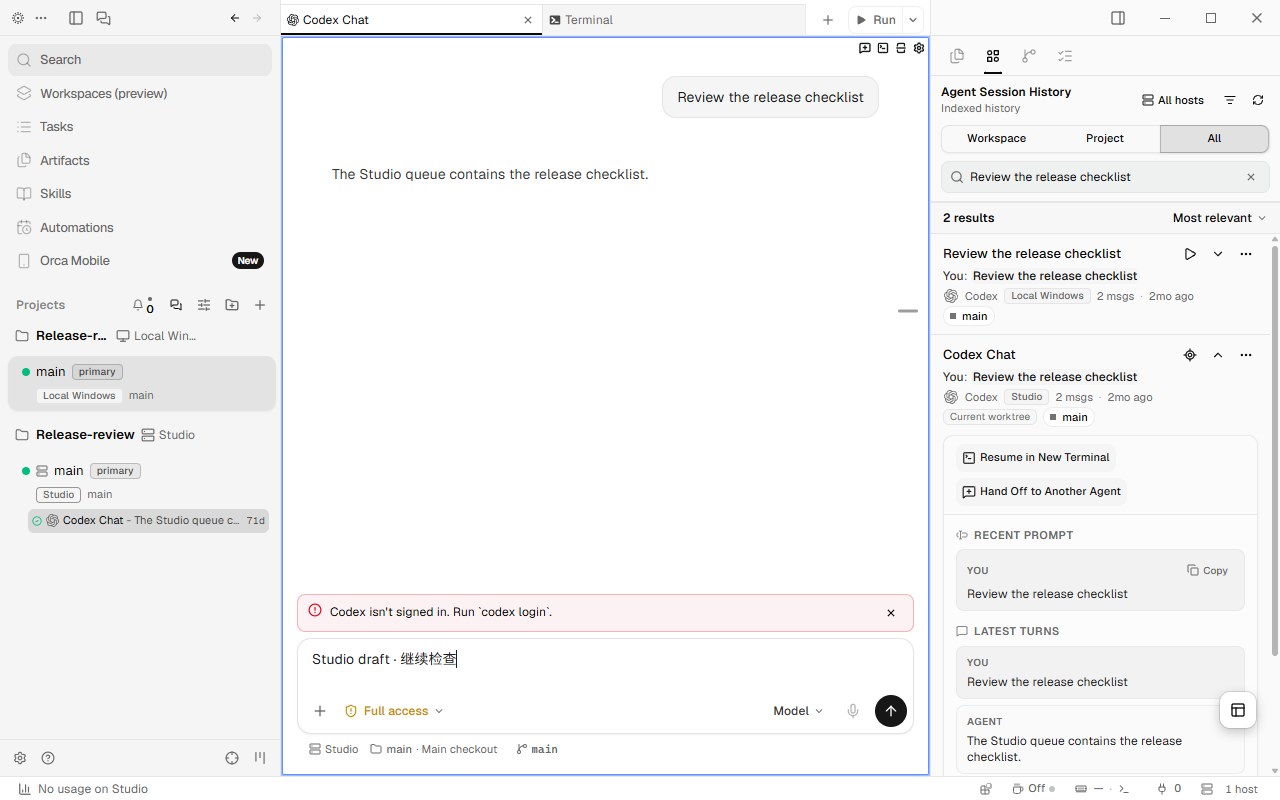 Codex Chat
Terminal
Run
Search
Workspaces (preview)
Tasks
Artifacts
Skills
Automations
Orca Mobile
New
Projects
0
Release-r...
Local Win...
main
primary
Local Windows
main
Release-review
Studio
main
primary
Studio
main
Codex Chat - The Studio queue c...
71d
No usage on Studio
Review the release checklist
The Studio queue contains the release checklist.
Codex isn't signed in. Run `codex login`.
Studio draft · 继续检查
Full access
Model
Studio
main · Main checkout
main
Agent Session History
Indexed history
All hosts
Workspace
Project
All
Review the release checklist
2 results
Most relevant
Review the release checklist
You: Review the release checklist
Codex
Local Windows
2 msgs · 2mo ago
main
Codex Chat
You: Review the release checklist
Codex
Studio
2 msgs · 2mo ago
Current worktree
main
Resume in New Terminal
Hand Off to Another Agent
RECENT PROMPT
YOU
Copy
Review the release checklist
LATEST TURNS
YOU
Review the release checklist
AGENT
The Studio queue contains the release
checklist.
Off
0
1 host